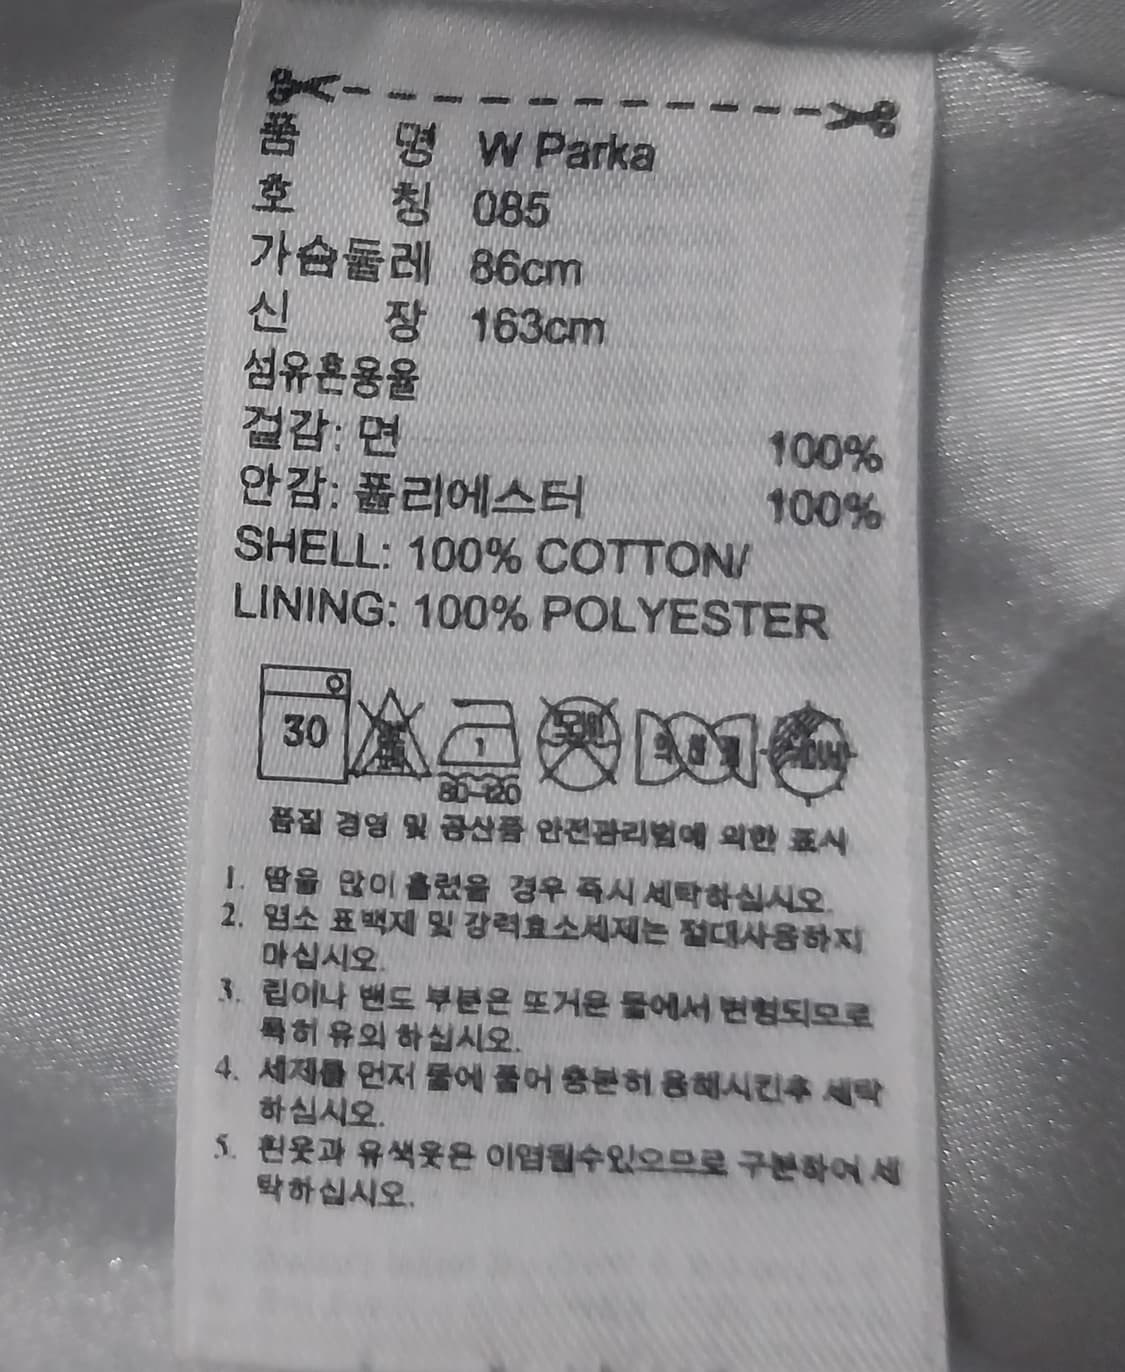 품 명 W Parka
호 칭 085
가슴둘레 86cm
신 장 163cm
섬유혼용율
겉감: 면 100%
안감: 폴리에스터 100%
SHELL: 100% COTTON/
LINING: 100% POLYESTER
30
1
80-120
품질 경영 및 공산품 안전관리법에 의한 표시
1. 땀을 많이 흘렸을 경우 즉시 세탁하십시오.
2. 염소 표백제 및 강력효소세제는 절대사용하지
마십시오.
3. 립이나 밴드 부분은 뜨거운 물에서 변형되므로
특히 유의 하십시오.
4. 세제를 먼저 물에 풀어 충분히 용해시킨후 세탁
하십시오.
5. 흰옷과 유색옷은 이염될수있으므로 구분하여 세
탁하십시오.